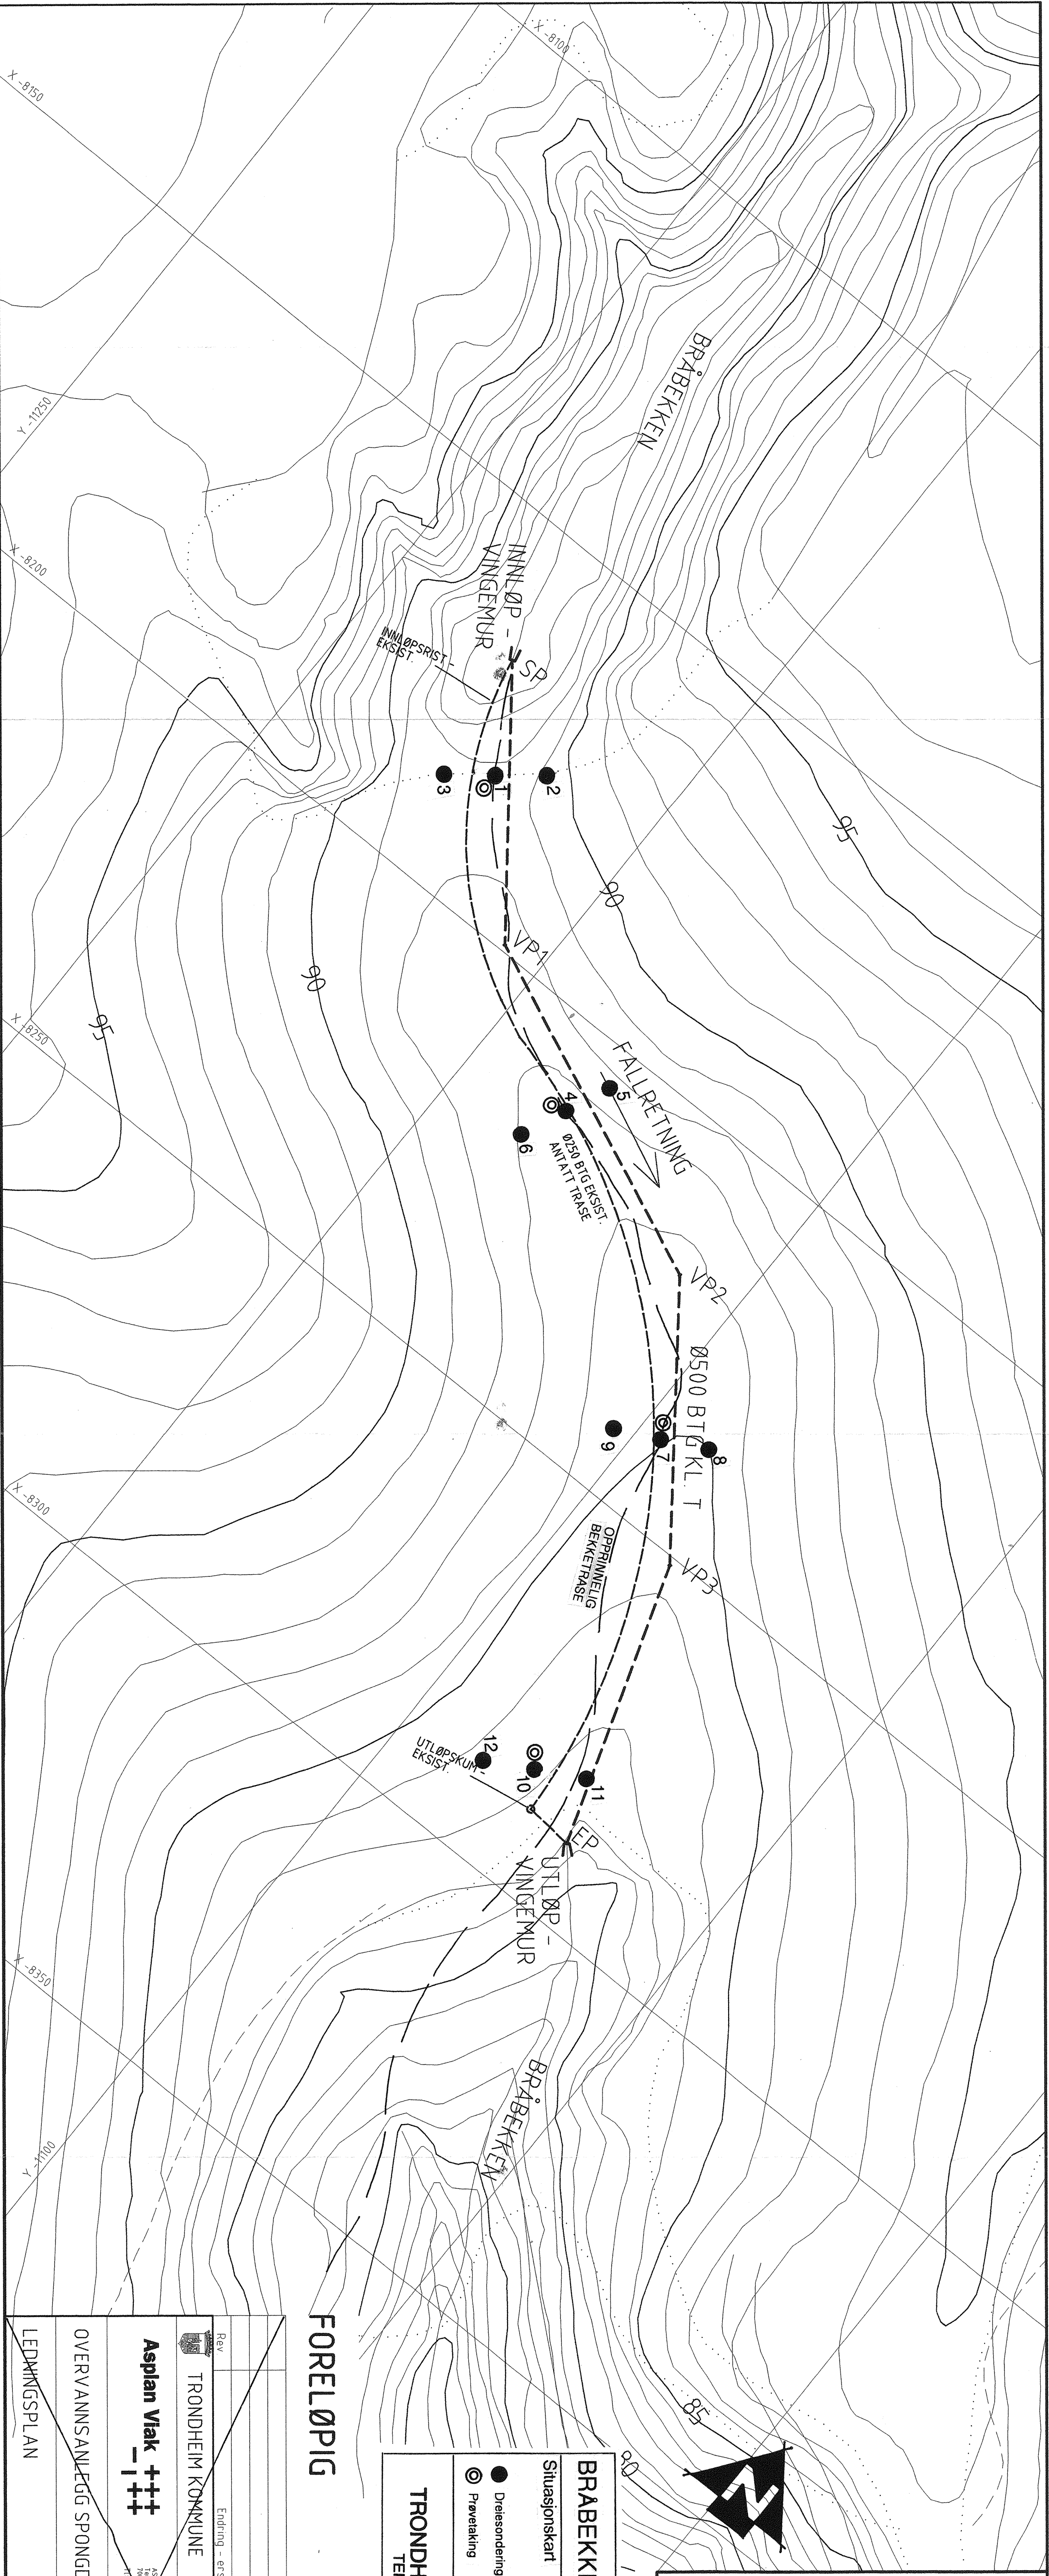 X -8150
X -8100
Y -11250
BRÅBEKKEN
X -8200
INNLØP -
VINGEMUR
INNLØPSRIST -
EKSIST.
SP
3
1
2
95
90
VP1
90
95
X -8250
FALLRETNING
5
4
6
Ø250 BTG EKSIST.
ANTATT TRASE
VP2
Ø500 BTG KL. T
9
7
8
X -8300
OPPRINNELIG
BEKKETRASE
VP3
12
10
11
UTLØPSKUM -
EKSIST.
EP
UTLØP -
VINGEMUR
X -8350
BRÅBEKKEN
Y -11100
85
80
FORELØPIG
Rev
Endring - ers
TRONDHEIM KOMMUNE
Asplan Viak
OVERVANNSANLEGG SPONGD
LEDNINGSPLAN
BRÅBEKK
Situasjonskart
Dreiesondering
Prøvetaking
TRONDH
N